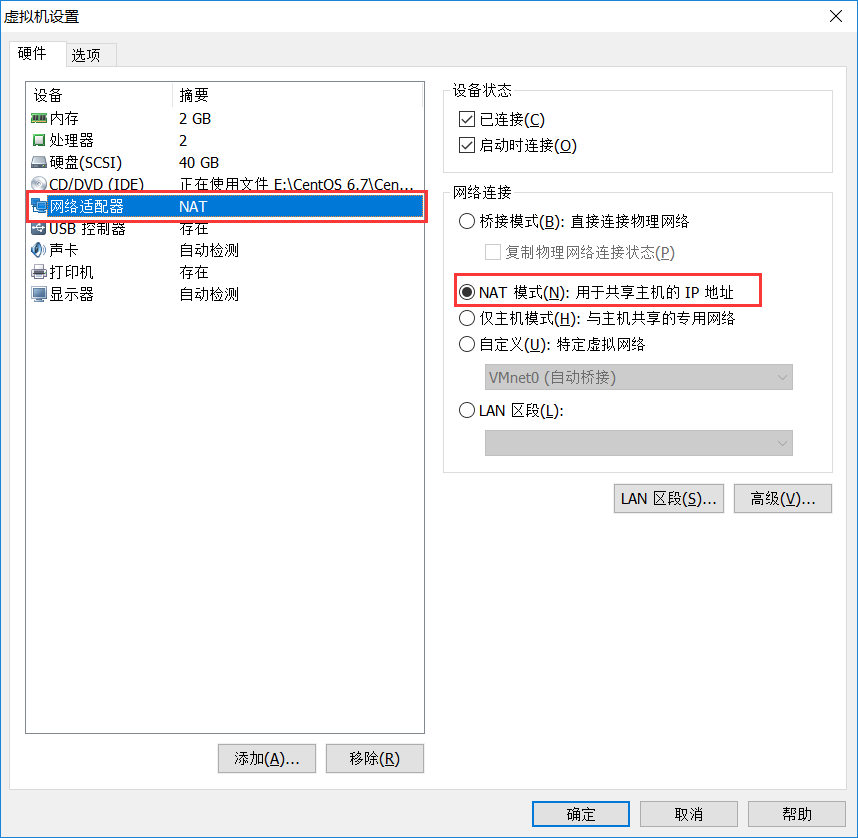 虚拟机设置
硬件 选项
设备 摘要
内存 2 GB
处理器 2
硬盘(SCSI) 40 GB
CD/DVD (IDE) 正在使用文件 E:\CentOS 6.7\Cen...
网络适配器 NAT
USB 控制器 存在
声卡 自动检测
打印机 存在
显示器 自动检测
添加(A)... 移除(R)
设备状态
已连接(C)
启动时连接(O)
网络连接
桥接模式(B): 直接连接物理网络
复制物理网络连接状态(P)
NAT 模式(N): 用于共享主机的 IP 地址
仅主机模式(H): 与主机共享的专用网络
自定义(U): 特定虚拟网络
VMnet0 (自动桥接)
LAN 区段(L):
LAN 区段(S)... 高级(V)...
确定 取消 帮助